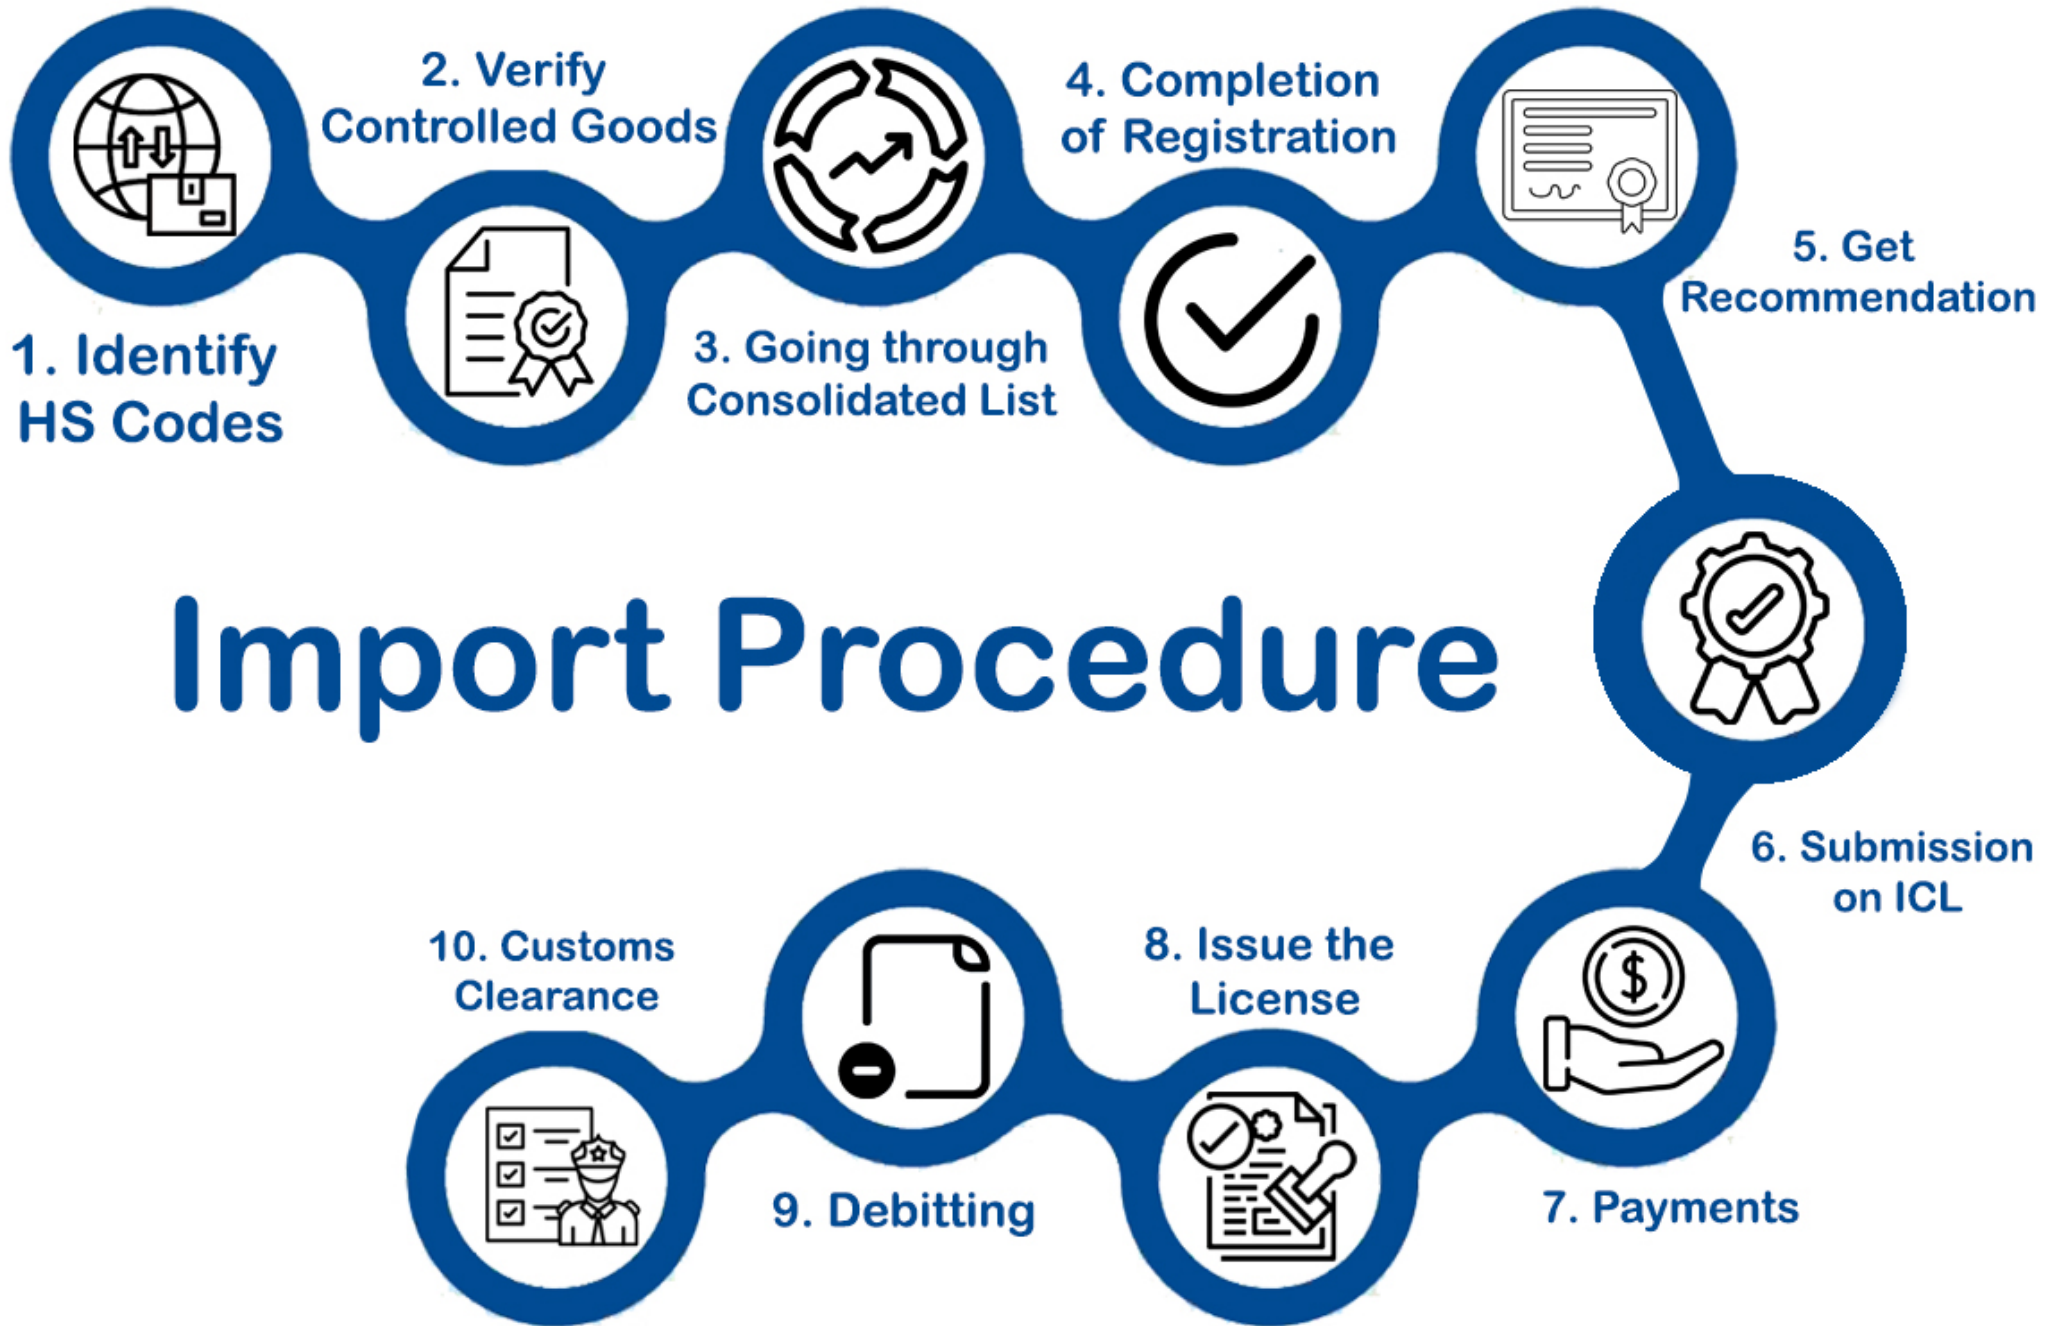 1. Identify
HS Codes
2. Verify
Controlled Goods
3. Going through
Consolidated List
4. Completion
of Registration
5. Get
Recommendation
Import Procedure
6. Submission
on ICL
7. Payments
8. Issue the
License
9. Debitting
10. Customs
Clearance
$